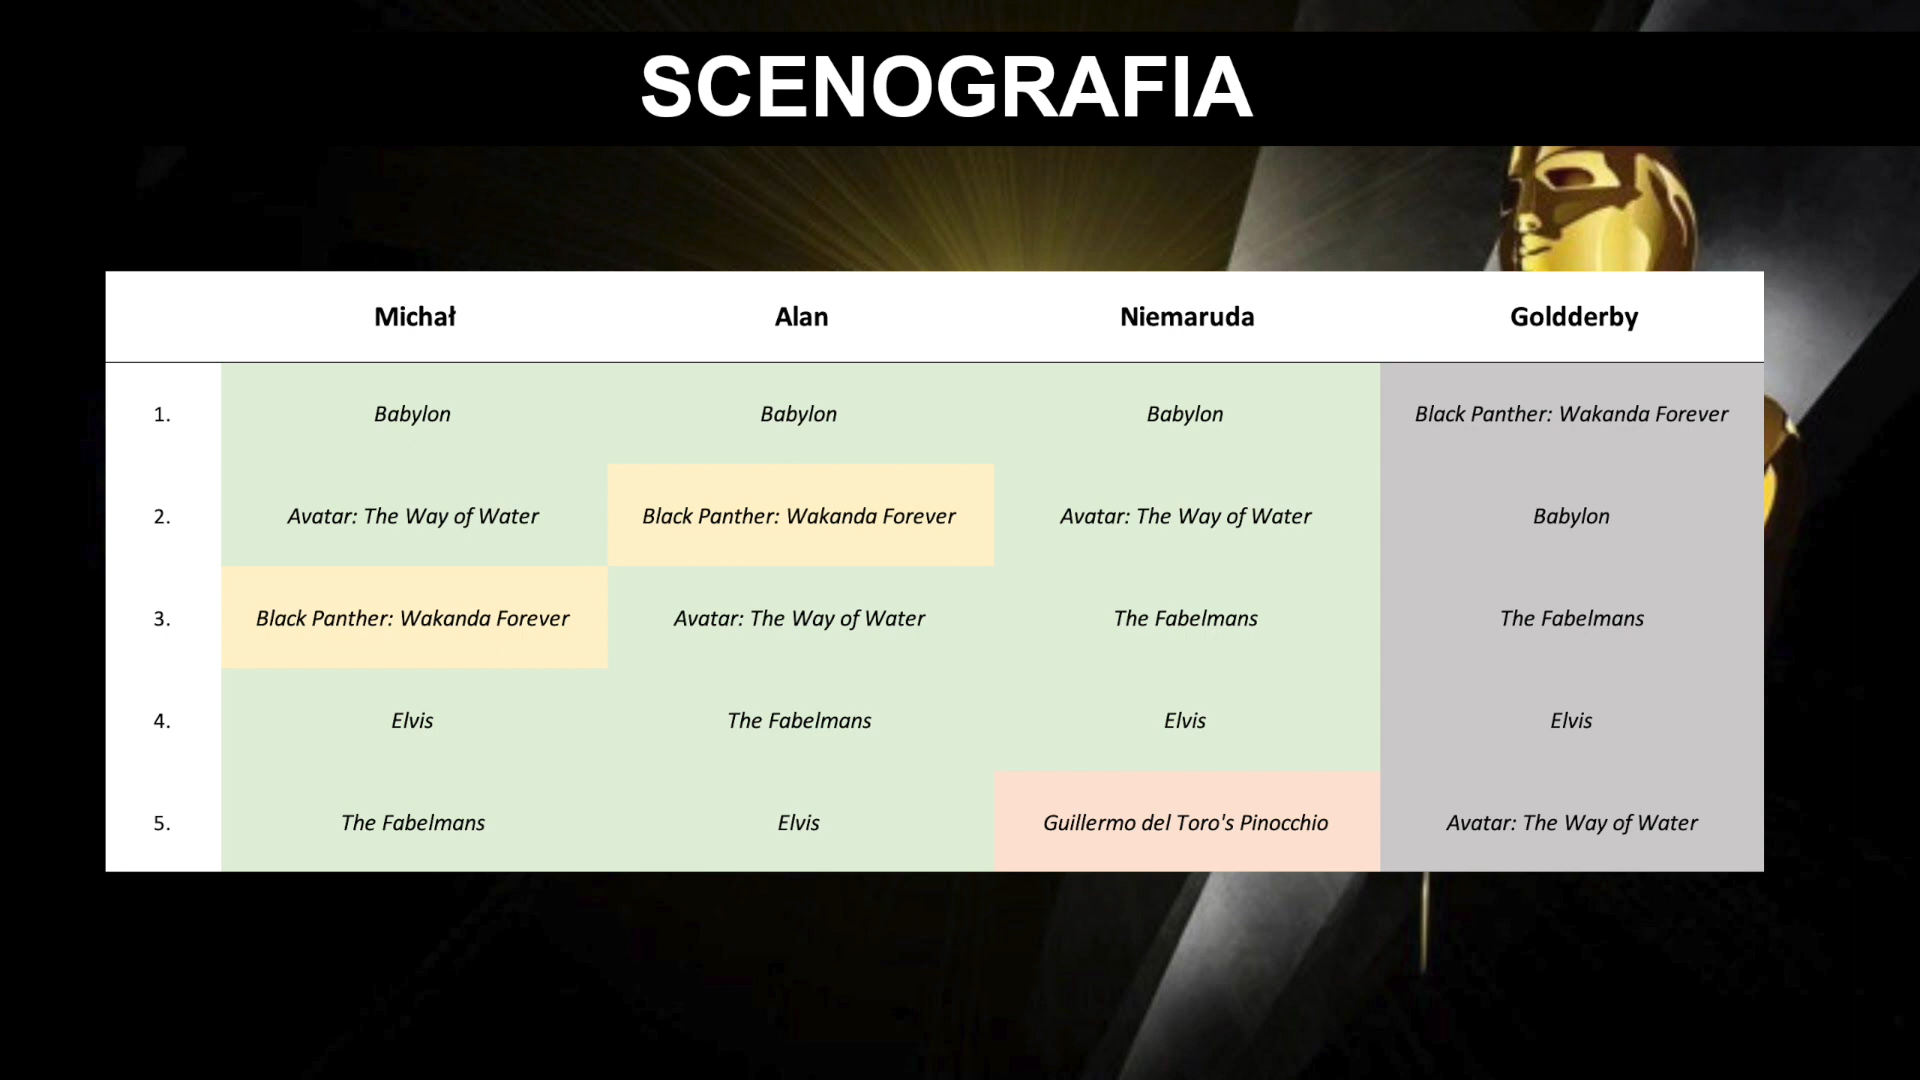 SCENOGRAFIA
Michał Alan Niemaruda Goldderby
1. Babylon Babylon Babylon Black Panther: Wakanda Forever
2. Avatar: The Way of Water Black Panther: Wakanda Forever Avatar: The Way of Water Babylon
3. Black Panther: Wakanda Forever Avatar: The Way of Water The Fabelmans The Fabelmans
4. Elvis The Fabelmans Elvis Elvis
5. The Fabelmans Elvis Guillermo del Toro's Pinocchio Avatar: The Way of Water